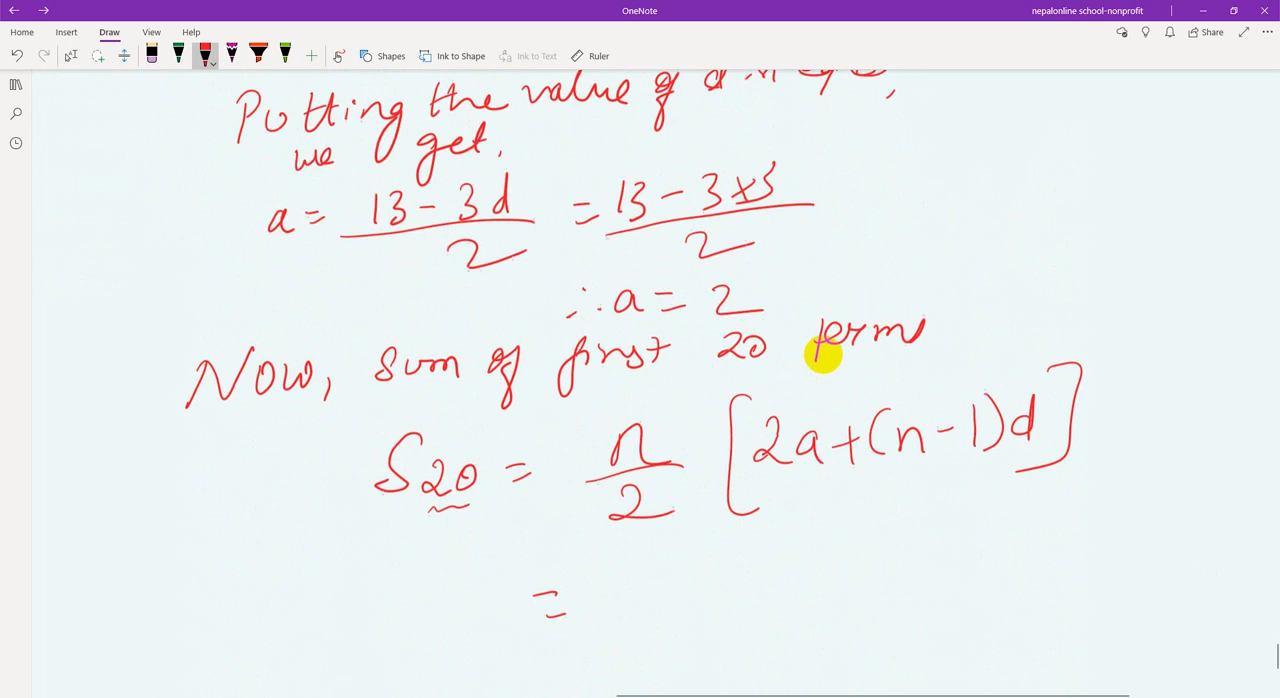 OneNote
nepalonline school-nonprofit
Home Insert Draw View Help
Share
Shapes Ink to Shape Ink to Text Ruler
Putting the value of d in
we get,
a = 13 - 3d / 2 = 13 - 3×3 / 2
∴ a = 2
Now, sum of first 20 term
S20 = n/2 [2a+(n-1)d]
=